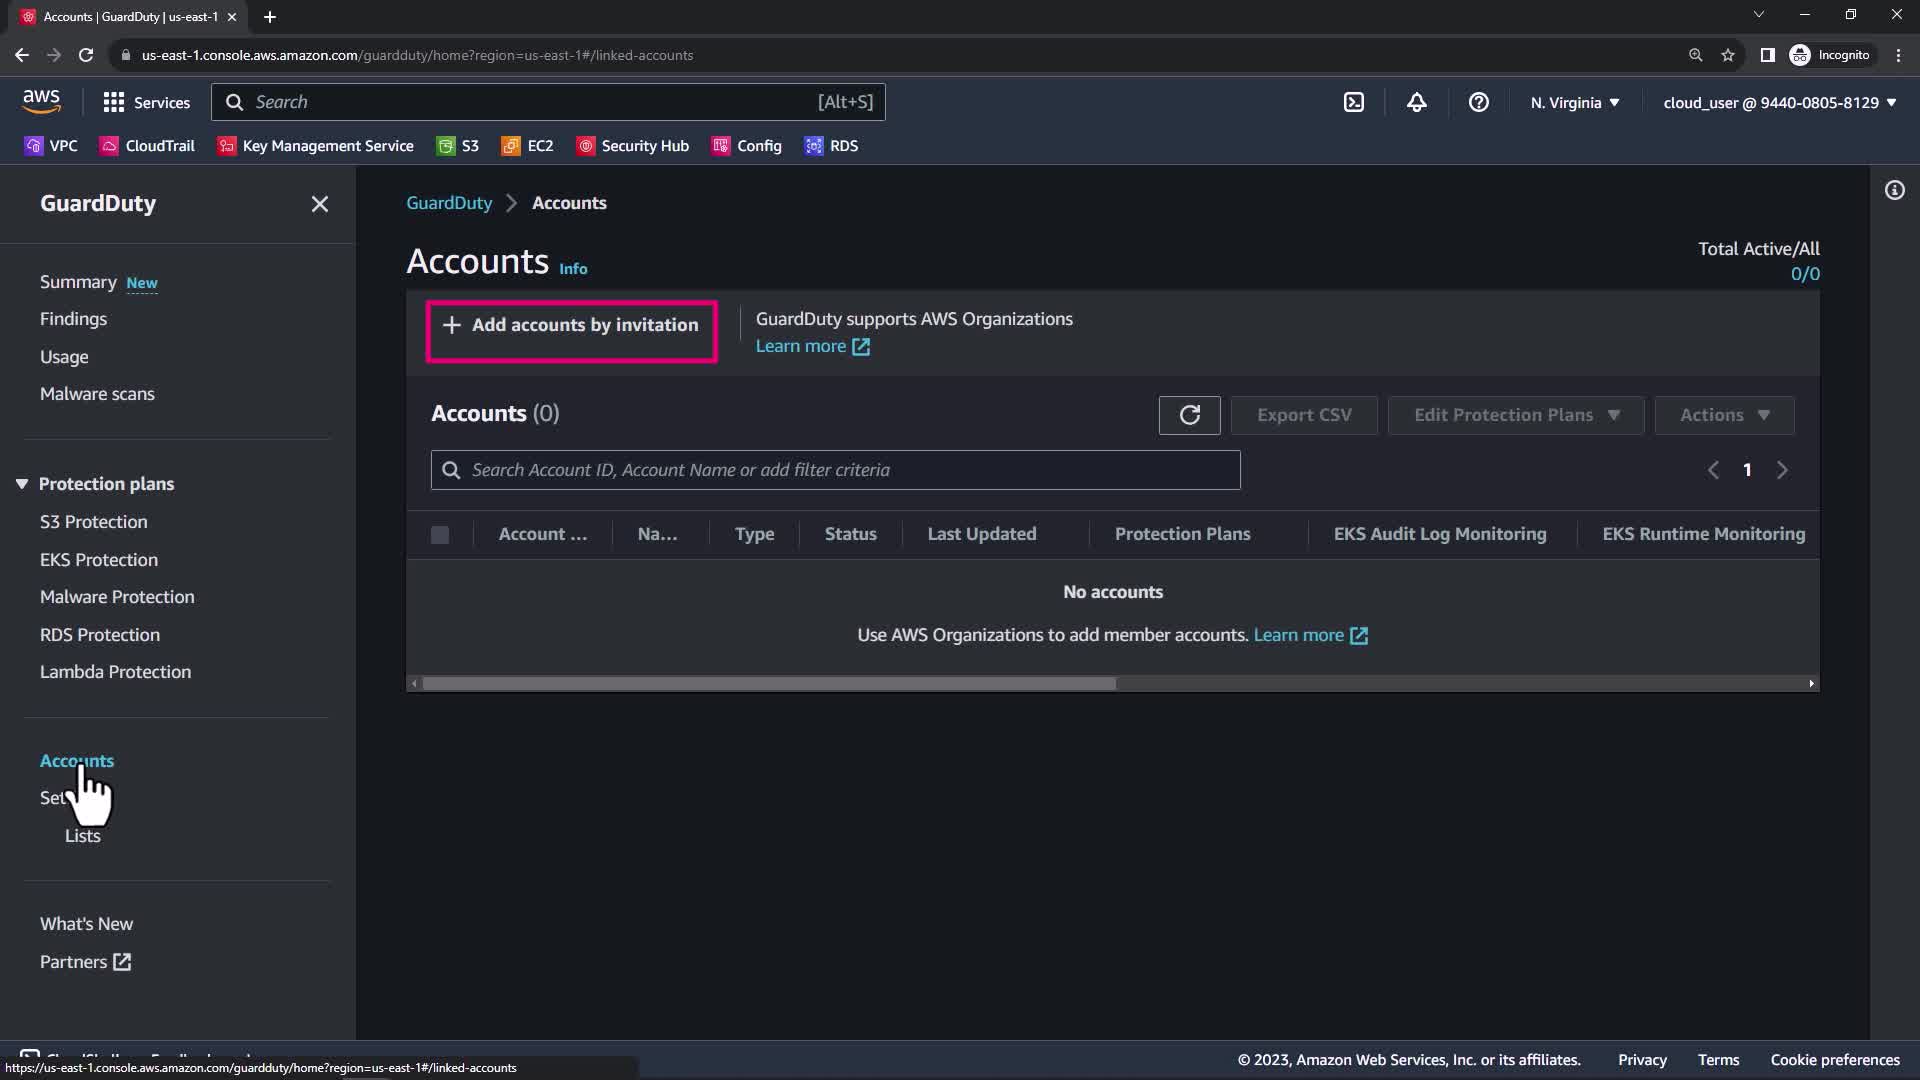 Accounts | GuardDuty | us-east-1
us-east-1.console.aws.amazon.com/guardduty/home?region=us-east-1#/linked-accounts
Incognito
aws
Services
Search
[Alt+S]
N. Virginia
cloud_user @ 9440-0805-8129
VPC
CloudTrail
Key Management Service
S3
EC2
Security Hub
Config
RDS
GuardDuty
Summary New
Findings
Usage
Malware scans
Protection plans
S3 Protection
EKS Protection
Malware Protection
RDS Protection
Lambda Protection
Accounts
Lists
What's New
Partners
GuardDuty > Accounts
Accounts Info
Total Active/All
0/0
+ Add accounts by invitation
GuardDuty supports AWS Organizations
Learn more
Accounts (0)
Export CSV
Edit Protection Plans
Actions
Search Account ID, Account Name or add filter criteria
1
Account ...
Na...
Type
Status
Last Updated
Protection Plans
EKS Audit Log Monitoring
EKS Runtime Monitoring
No accounts
Use AWS Organizations to add member accounts. Learn more
© 2023, Amazon Web Services, Inc. or its affiliates.
Privacy
Terms
Cookie preferences
https://us-east-1.console.aws.amazon.com/guardduty/home?region=us-east-1#/linked-accounts